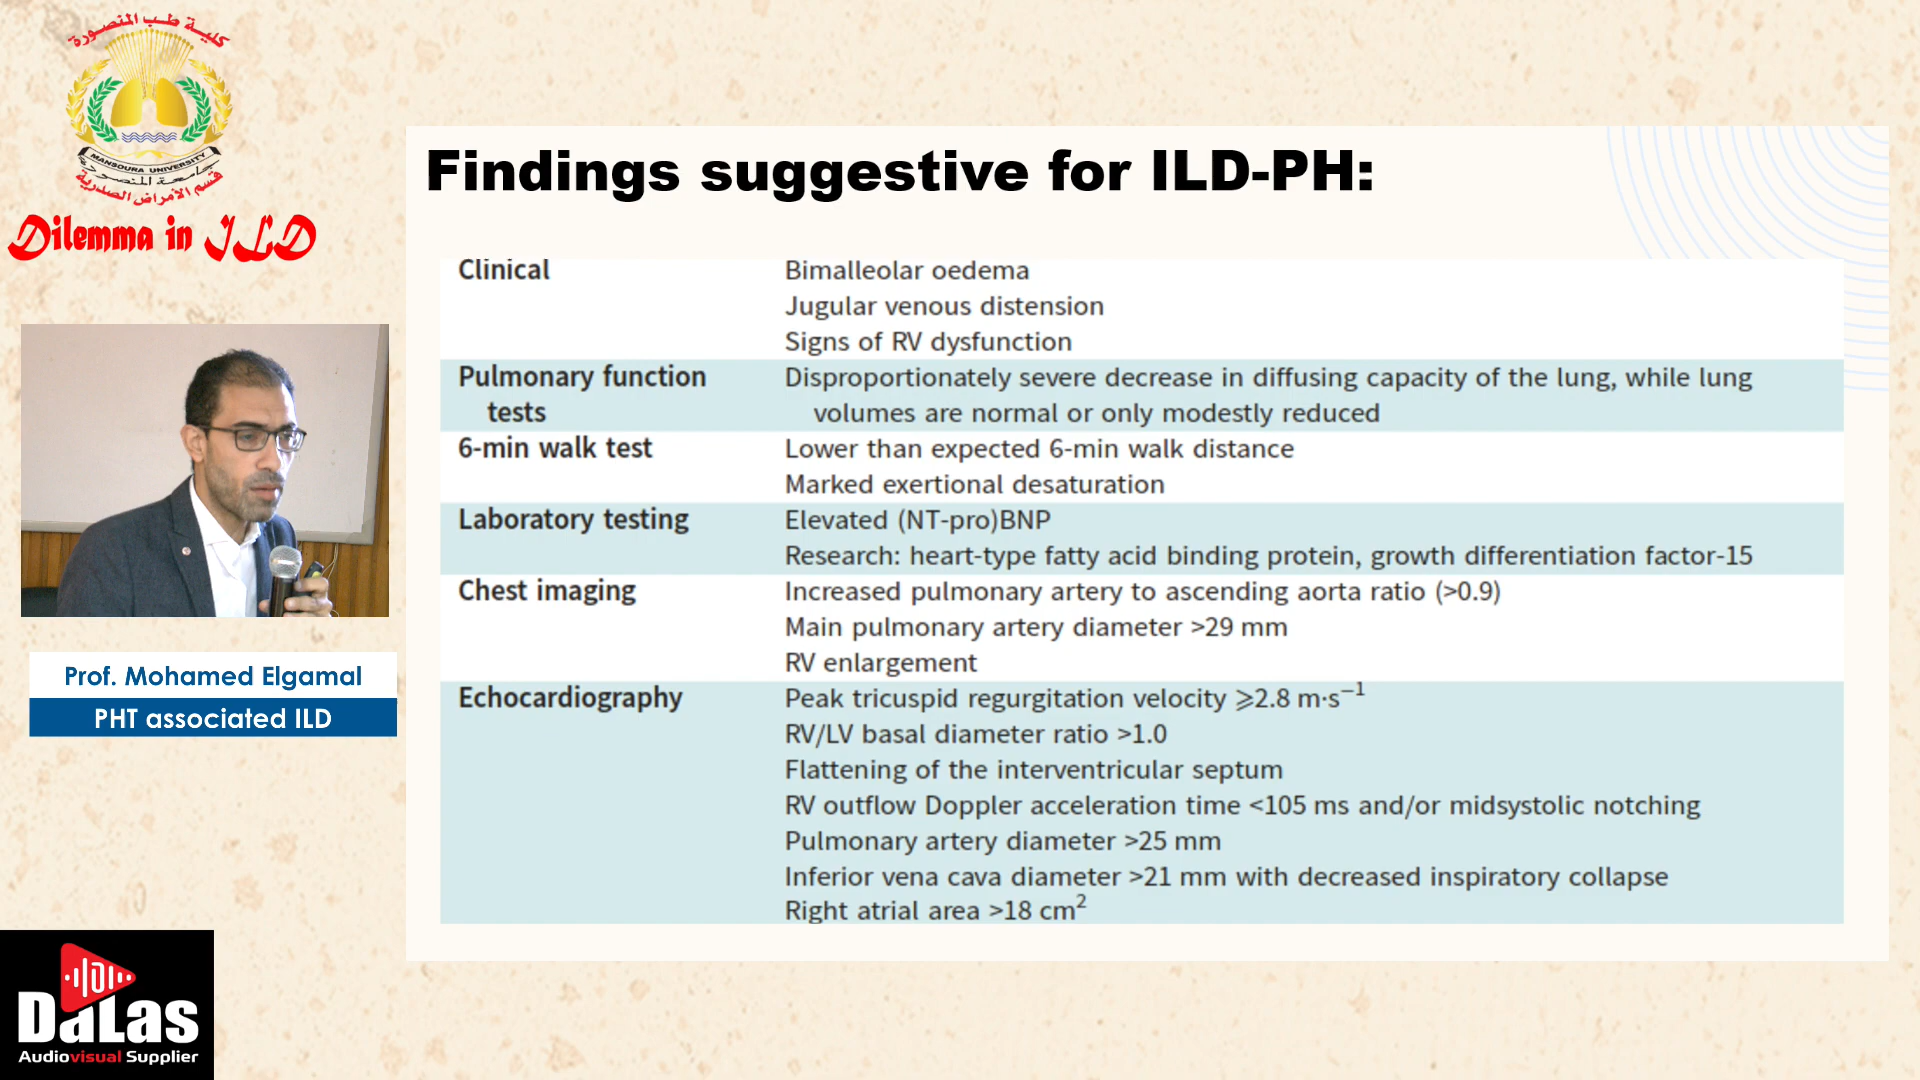 كلية طب المنصورة
MANSOURA UNIVERSITY
جامعة المنصورة
قسم الأمراض الصدرية
Dilemma in ILD
Prof. Mohamed Elgamal
PHT associated ILD
DaLas
Audiovisual Supplier
Findings suggestive for ILD-PH:
Clinical Bimalleolar oedema
Jugular venous distension
Signs of RV dysfunction
Pulmonary function Disproportionately severe decrease in diffusing capacity of the lung, while lung
tests volumes are normal or only modestly reduced
6-min walk test Lower than expected 6-min walk distance
Marked exertional desaturation
Laboratory testing Elevated (NT-pro)BNP
Research: heart-type fatty acid binding protein, growth differentiation factor-15
Chest imaging Increased pulmonary artery to ascending aorta ratio (>0.9)
Main pulmonary artery diameter >29 mm
RV enlargement
Echocardiography Peak tricuspid regurgitation velocity ⩾2.8 m·s⁻¹
RV/LV basal diameter ratio >1.0
Flattening of the interventricular septum
RV outflow Doppler acceleration time <105 ms and/or midsystolic notching
Pulmonary artery diameter >25 mm
Inferior vena cava diameter >21 mm with decreased inspiratory collapse
Right atrial area >18 cm²